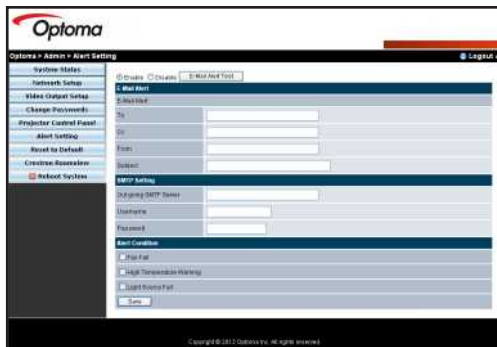 Optoma
Optoma > Admin > Alert Setting
Logout
System Status
Network Setup
Video Output Setup
Change Passwords
Projector Control Panel
Alert Setting
Reset to Default
Crestron Roomview
Reboot System
Enable Disable E-Mail Alert Test
E-Mail Alert
E-Mail Alert
To
Cc
From
Subject
SMTP Setting
Out going SMTP Server
Username
Password
Alert Condition
Fan Fail
High Temperature Warning
Light Source Fail
Save
Copyright © 2012 Optoma Inc. All rights reserved.